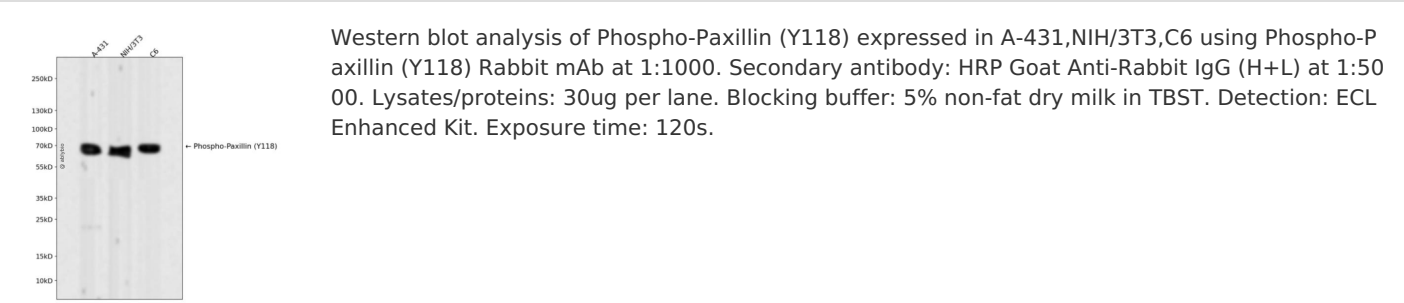 A-431 NIH/3T3 C6
250kD
130kD
100kD
70kD
55kD
35kD
25kD
15kD
10kD
← Phospho-Paxillin (Y118)
Western blot analysis of Phospho-Paxillin (Y118) expressed in A-431,NIH/3T3,C6 using Phospho-P
axillin (Y118) Rabbit mAb at 1:1000. Secondary antibody: HRP Goat Anti-Rabbit IgG (H+L) at 1:50
00. Lysates/proteins: 30ug per lane. Blocking buffer: 5% non-fat dry milk in TBST. Detection: ECL
Enhanced Kit. Exposure time: 120s.